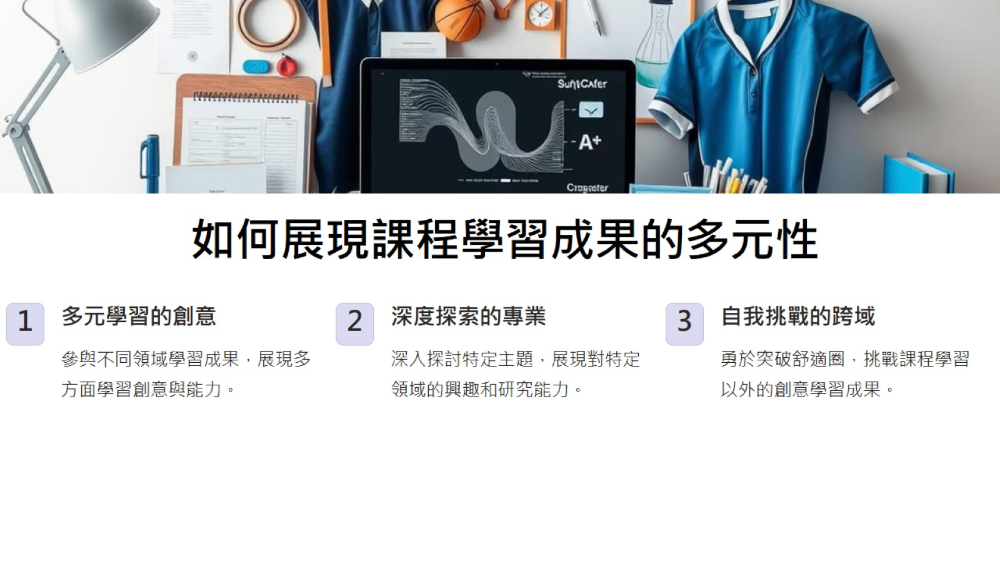 SuñCAfer
A+
Crogreter
如何展現課程學習成果的多元性
1
多元學習的創意
參與不同領域學習成果，展現多
方面學習創意與能力。
2
深度探索的專業
深入探討特定主題，展現對特定
領域的興趣和研究能力。
3
自我挑戰的跨域
勇於突破舒適圈，挑戰課程學習
以外的創意學習成果。